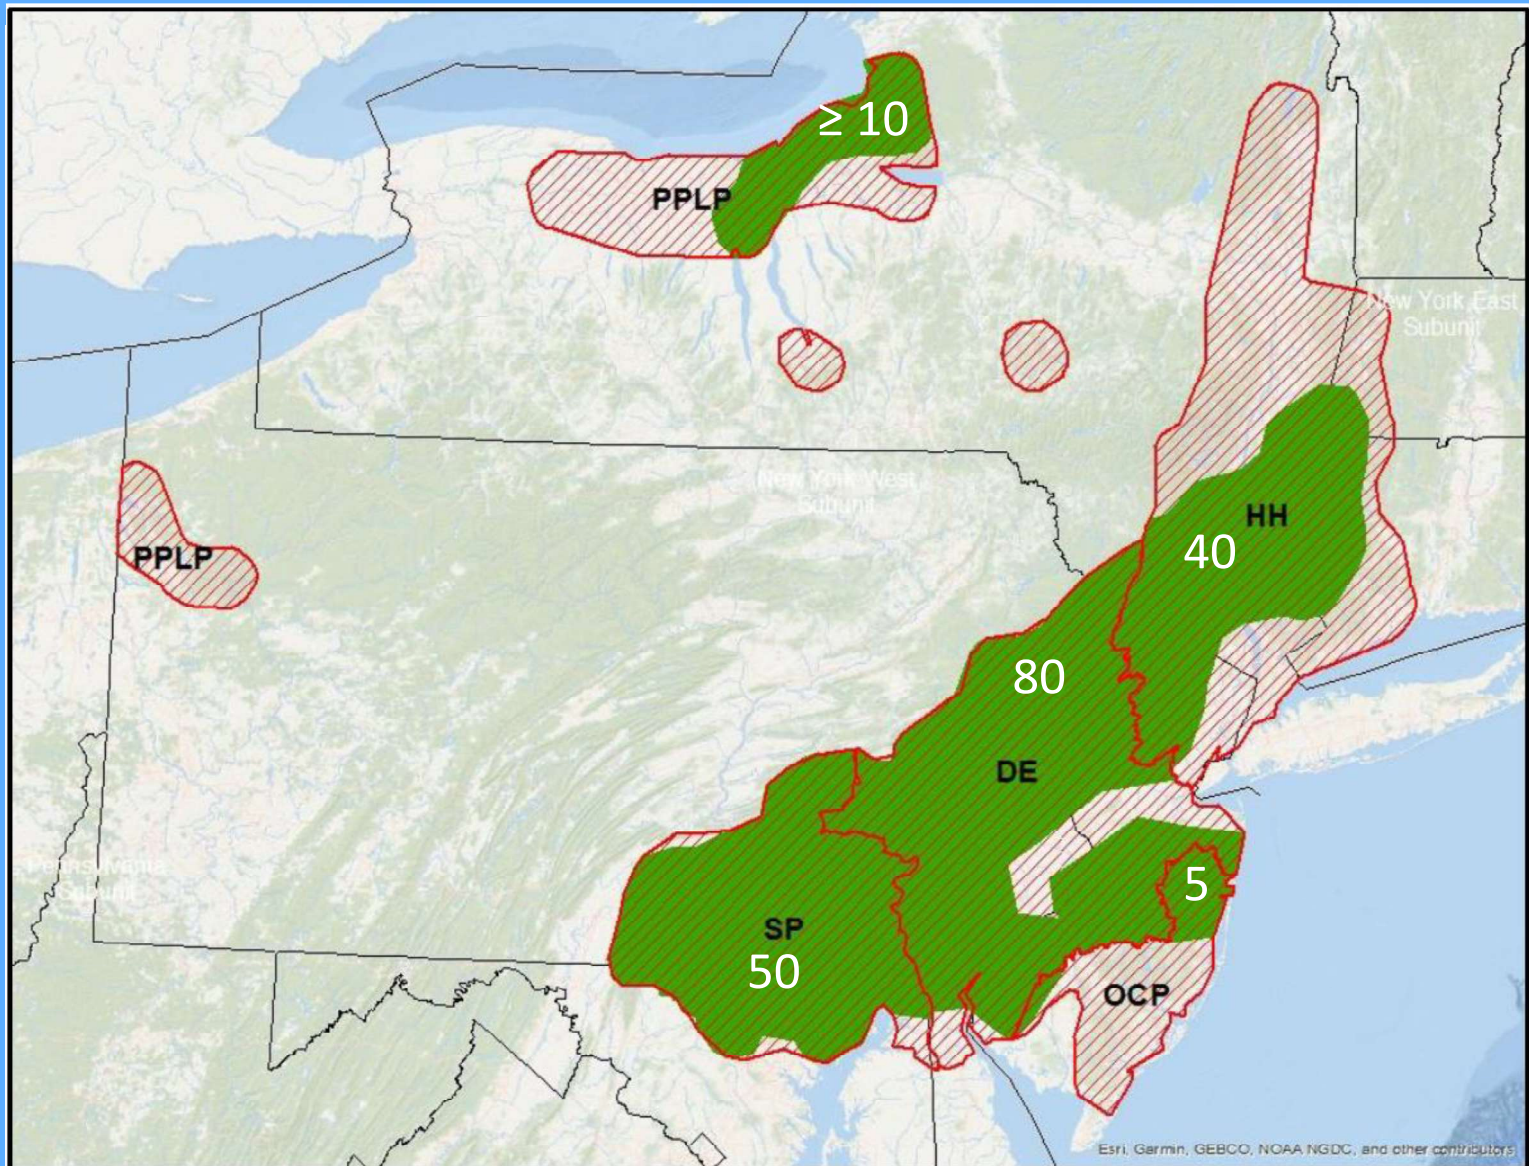 ≥ 10
PPLP
New York East
Subunit
New York West
Subunit
HH
40
PPLP
80
DE
Pennsylvania
Subunit
5
SP
50
OCP
Esri, Garmin, GEBCO, NOAA NGDC, and other contributors